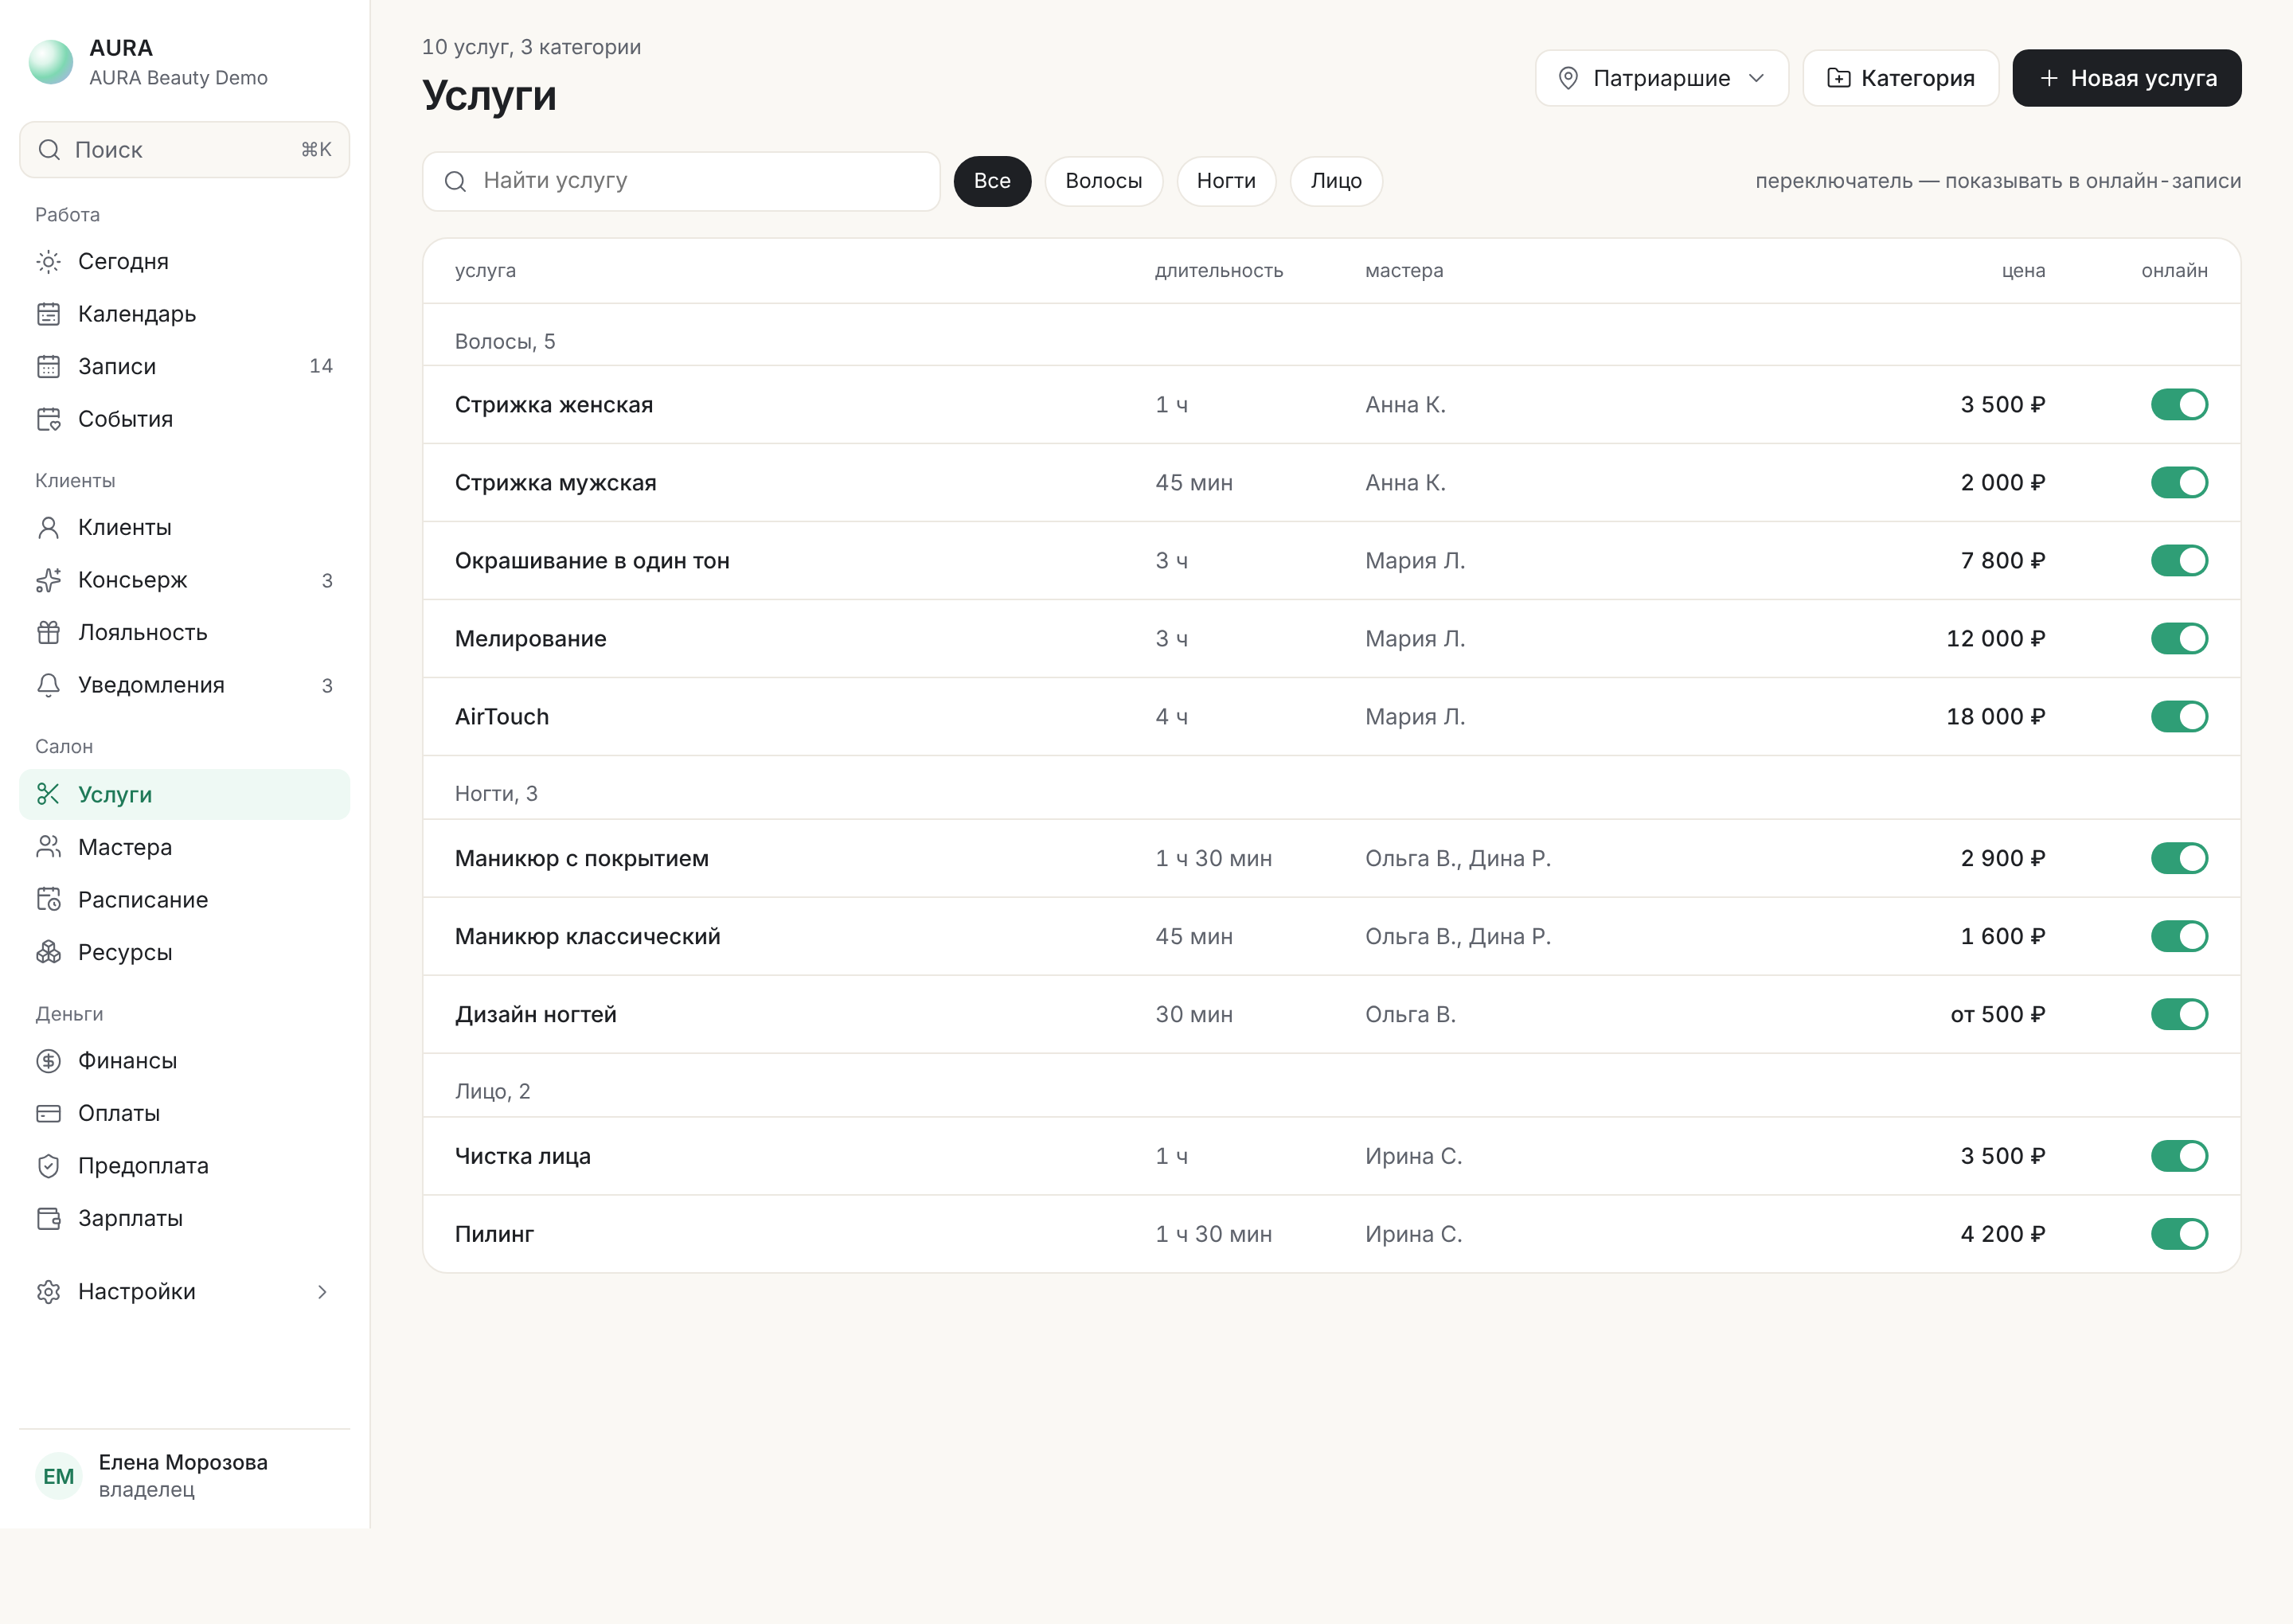 AURA
AURA Beauty Demo
Поиск ⌘K
Работа
Сегодня
Календарь
Записи 14
События
Клиенты
Клиенты
Консьерж 3
Лояльность
Уведомления 3
Салон
Услуги
Мастера
Расписание
Ресурсы
Деньги
Финансы
Оплаты
Предоплата
Зарплаты
Настройки
ЕМ
Елена Морозова
владелец
10 услуг, 3 категории
Услуги
Патриаршие
Категория
Новая услуга
Найти услугу
Все Волосы Ногти Лицо
переключатель — показывать в онлайн-записи
услуга длительность мастера цена онлайн
Волосы, 5
Стрижка женская 1 ч Анна К. 3 500 ₽
Стрижка мужская 45 мин Анна К. 2 000 ₽
Окрашивание в один тон 3 ч Мария Л. 7 800 ₽
Мелирование 3 ч Мария Л. 12 000 ₽
AirTouch 4 ч Мария Л. 18 000 ₽
Ногти, 3
Маникюр с покрытием 1 ч 30 мин Ольга В., Дина Р. 2 900 ₽
Маникюр классический 45 мин Ольга В., Дина Р. 1 600 ₽
Дизайн ногтей 30 мин Ольга В. от 500 ₽
Лицо, 2
Чистка лица 1 ч Ирина С. 3 500 ₽
Пилинг 1 ч 30 мин Ирина С. 4 200 ₽